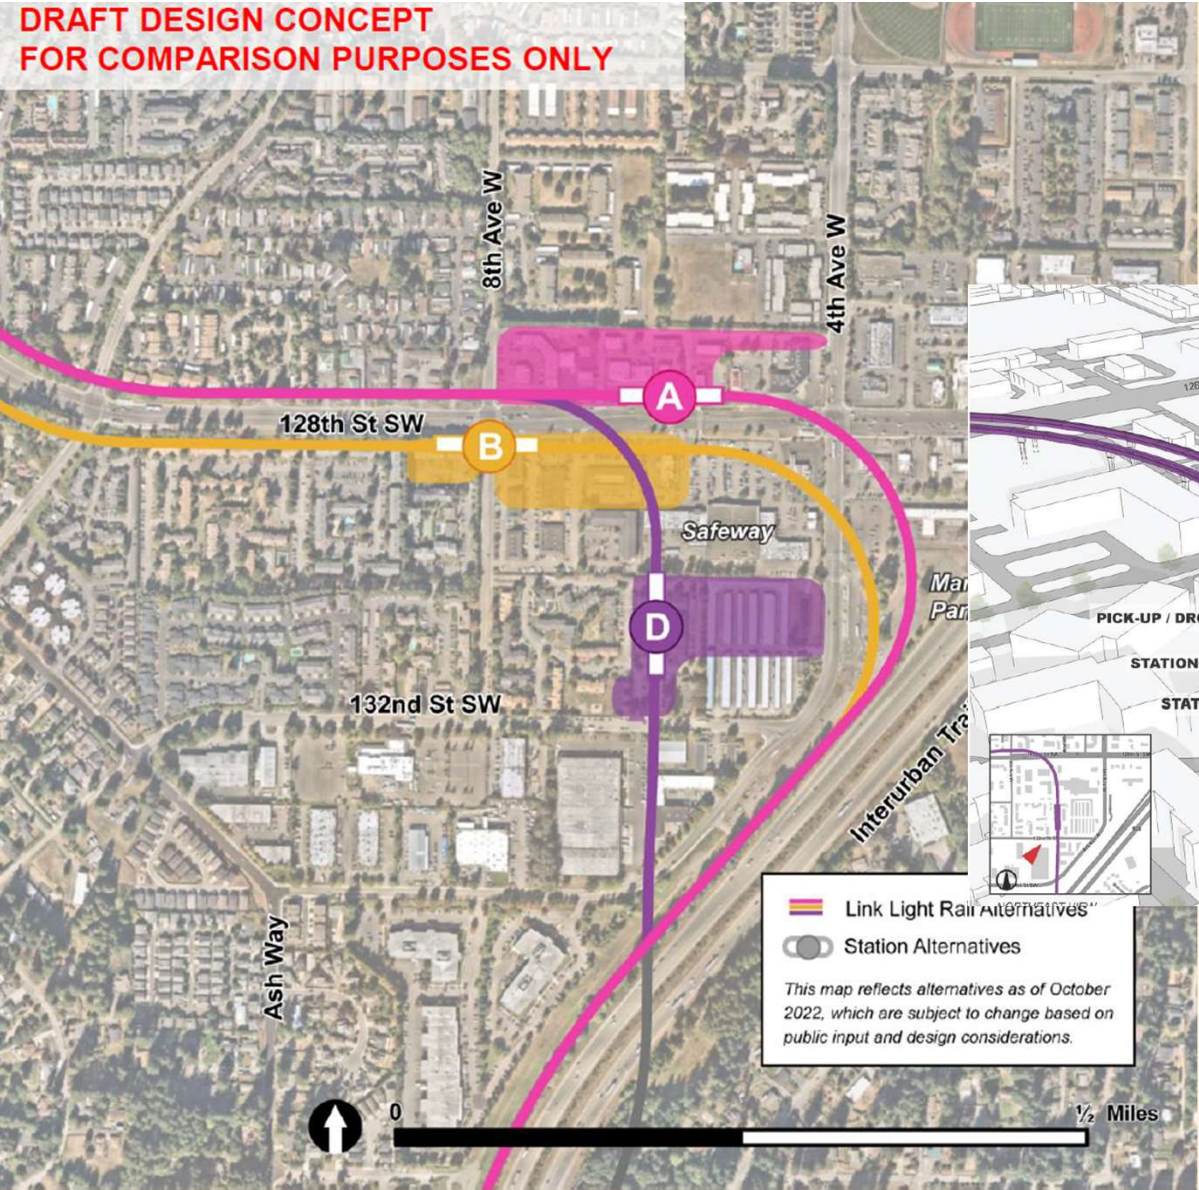 DRAFT DESIGN CONCEPT
FOR COMPARISON PURPOSES ONLY
8th Ave W
4th Ave W
A
128th St SW
B
Safeway
D
132nd St SW
Interurban
Ash Way
PICK-UP /
STATION
Link Light Rail Alternatives
Station Alternatives
This map reflects alternatives as of October
2022, which are subject to change based on
public input and design considerations.
0
½ Miles